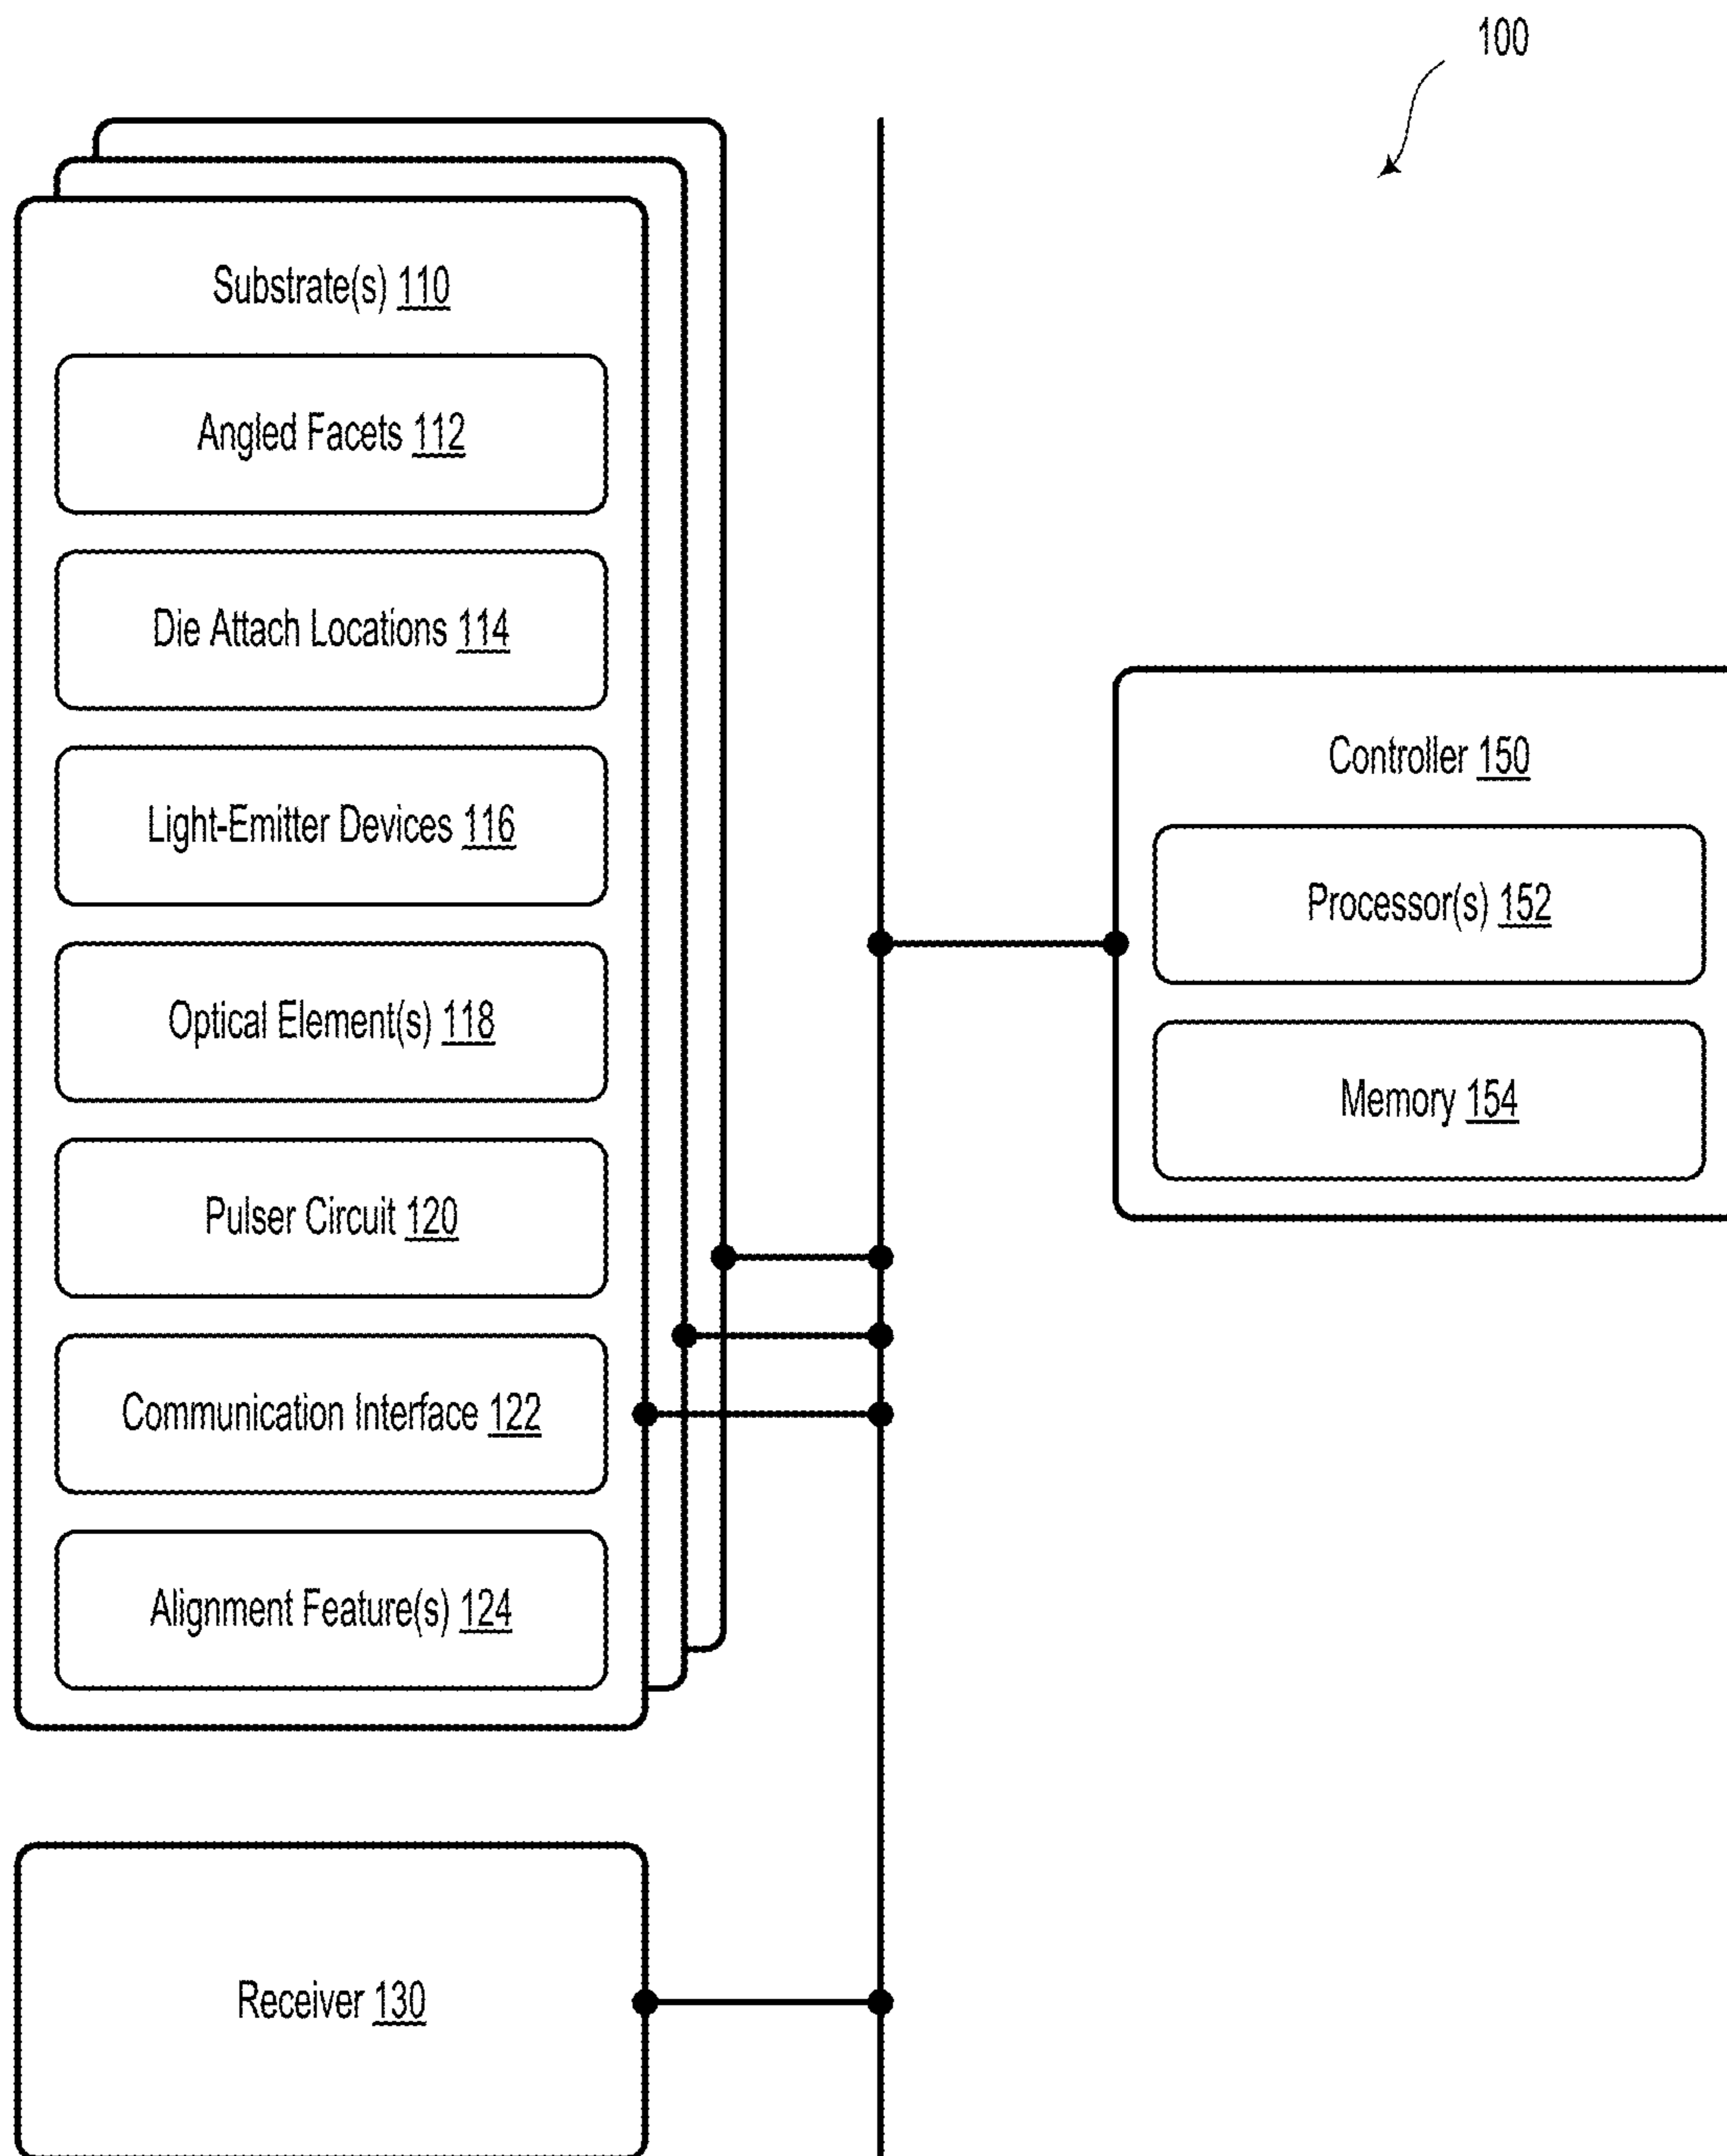 100
Substrate(s) 110
Angled Facets 112
Die Attach Locations 114
Light-Emitter Devices 116
Optical Element(s) 118
Pulser Circuit 120
Communication Interface 122
Alignment Feature(s) 124
Receiver 130
Controller 150
Processor(s) 152
Memory 154